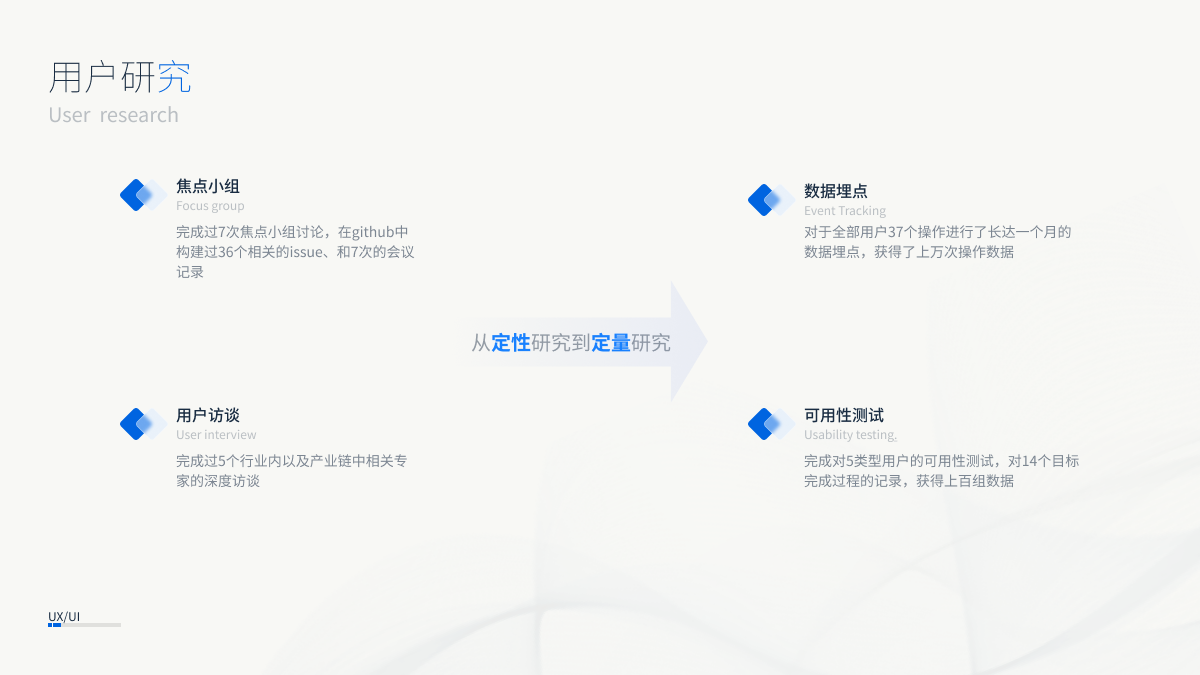 用户研究
User research
焦点小组
Focus group
完成过7次焦点小组讨论，在github中
构建过36个相关的issue、和7次的会议
记录
数据埋点
Event Tracking
对于全部用户37个操作进行了长达一个月的
数据埋点，获得了上万次操作数据
从定性研究到定量研究
用户访谈
User interview
完成过5个行业内以及产业链中相关专
家的深度访谈
可用性测试
Usability testing。
完成对5类型用户的可用性测试，对14个目标
完成过程的记录，获得上百组数据
UX/UI